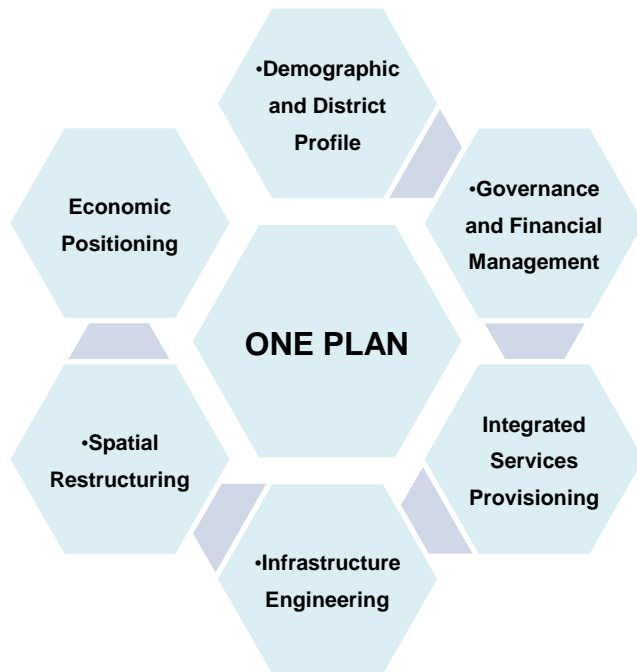 •Demographic
and District
Profile
•Governance
and Financial
Management
Integrated
Services
Provisioning
•Infrastructure
Engineering
•Spatial
Restructuring
Economic
Positioning
ONE PLAN